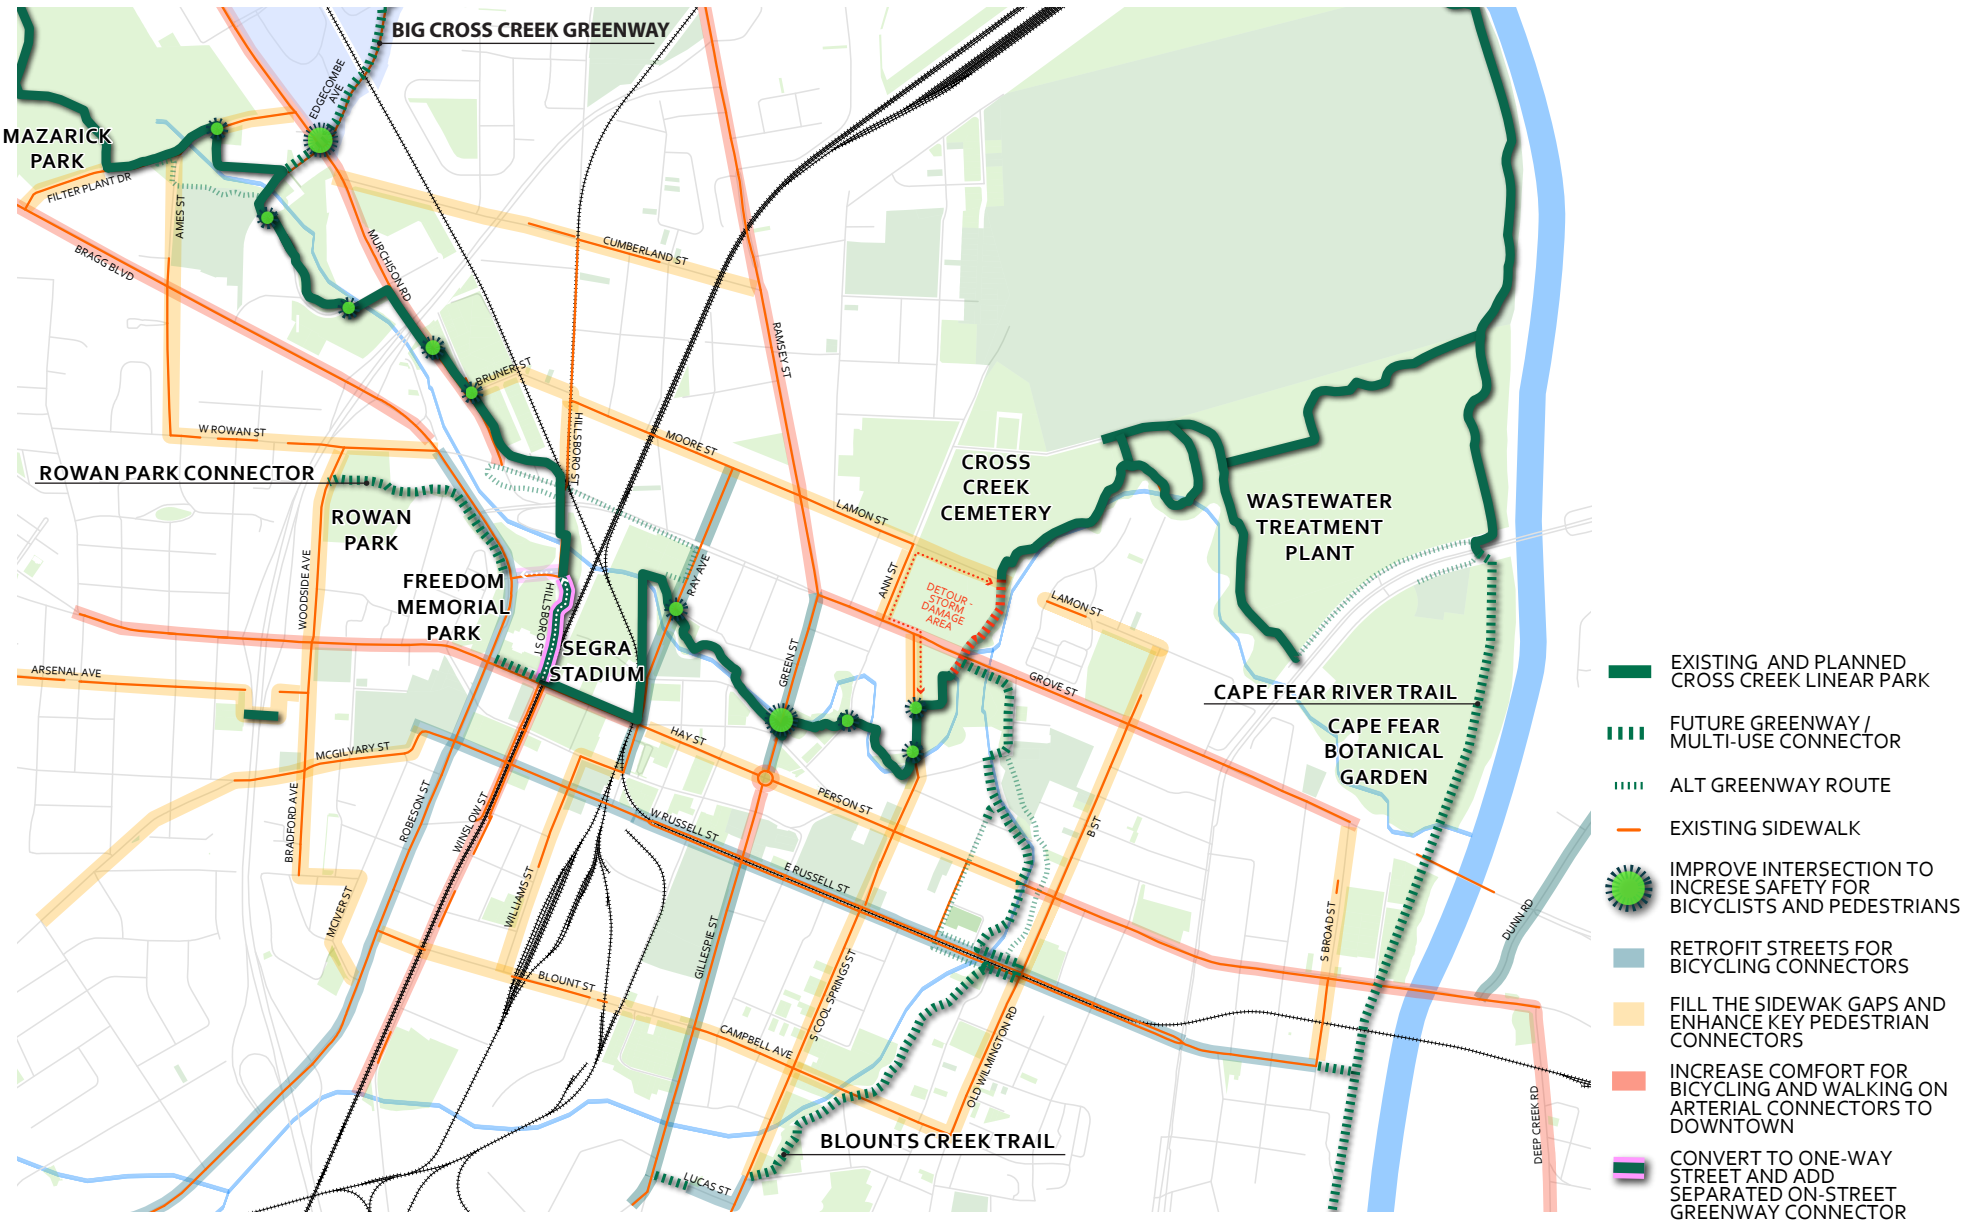 BIG CROSS CREEK GREENWAY
EDGECOMBE
AVE
MAZARICK
PARK
FILTER PLANT DR
AMES ST
BRAGG BLVD
MURCHISON RD
CUMBERLAND ST
RAMSEY ST
BRUNER ST
W ROWAN ST
HILLSBORO ST
MOORE ST
ROWAN PARK CONNECTOR
ROWAN
PARK
LAMON ST
CROSS
CREEK
CEMETERY
WASTEWATER
TREATMENT
PLANT
WOODSIDE AVE
FREEDOM
MEMORIAL
PARK
HILLSBORO ST
RAY AVE
ANN ST
DETOUR -
STORM
DAMAGE
AREA
LAMON ST
SEGRA
STADIUM
GREEN ST
GROVE ST
ARSENAL AVE
CAPE FEAR RIVER TRAIL
CAPE FEAR
BOTANICAL
GARDEN
HAY ST
MCGILVARY ST
PERSON ST
BRADFORD AVE
ROBESON ST
WINSLOW ST
W RUSSELL ST
B ST
E RUSSELL ST
MCIVER ST
WILLIAMS ST
GILLESPIE ST
S COOL SPRINGS ST
S BROAD ST
DUNN RD
BLOUNT ST
CAMPBELL AVE
OLD WILMINGTON RD
DEEP CREEK RD
BLOUNTS CREEK TRAIL
LUCAS ST
EXISTING AND PLANNED
CROSS CREEK LINEAR PARK
FUTURE GREENWAY /
MULTI-USE CONNECTOR
ALT GREENWAY ROUTE
EXISTING SIDEWALK
IMPROVE INTERSECTION TO
INCRESE SAFETY FOR
BICYCLISTS AND PEDESTRIANS
RETROFIT STREETS FOR
BICYCLING CONNECTORS
FILL THE SIDEWAK GAPS AND
ENHANCE KEY PEDESTRIAN
CONNECTORS
INCREASE COMFORT FOR
BICYCLING AND WALKING ON
ARTERIAL CONNECTORS TO
DOWNTOWN
CONVERT TO ONE-WAY
STREET AND ADD
SEPARATED ON-STREET
GREENWAY CONNECTOR